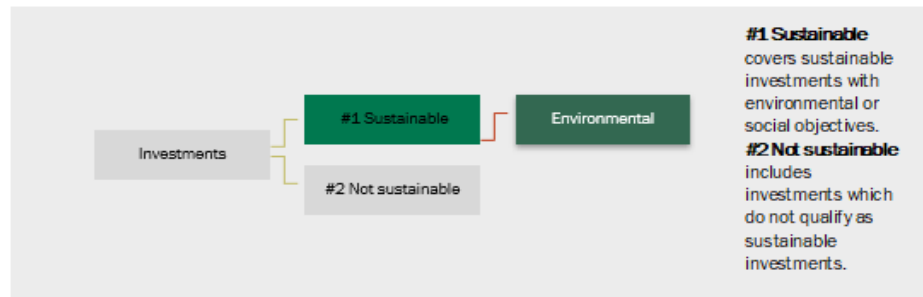 Investments
#1 Sustainable
Environmental
#2 Not sustainable
#1 Sustainable
covers sustainable
investments with
environmental or
social objectives.
#2 Not sustainable
includes
investments which
do not qualify as
sustainable
investments.